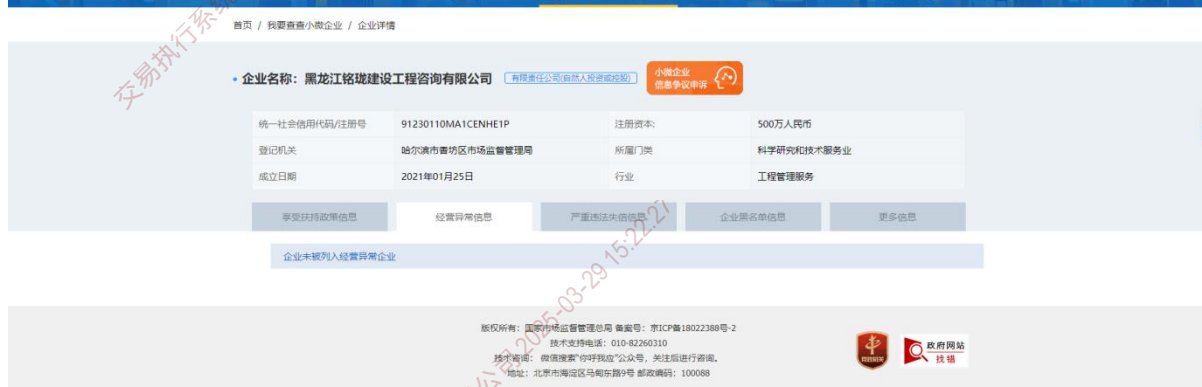 首页 / 我要查查小微企业 / 企业详情
企业名称：黑龙江铭珑建设工程咨询有限公司 有限责任公司(自然人投资或控股) 小微企业
信息争议申诉
统一社会信用代码/注册号 91230110MA1CENHE1P 注册资本: 500万人民币
登记机关 哈尔滨市香坊区市场监督管理局 所属门类 科学研究和技术服务业
成立日期 2021年01月25日 行业 工程管理服务
享受扶持政策信息 经营异常信息 严重违法失信信息 企业黑名单信息 更多信息
企业未被列入经营异常企业
版权所有：国家市场监督管理总局 备案号：京ICP备18022388号-2
技术支持电话：010-82260310
技术咨询： 微信搜索"你呼我应"公众号，关注后进行咨询。
地址：北京市海淀区马甸东路9号 邮政编码：100088
党政机关
政府网站
找错
交易执行系统
公司 2025-03-29 15:22:27